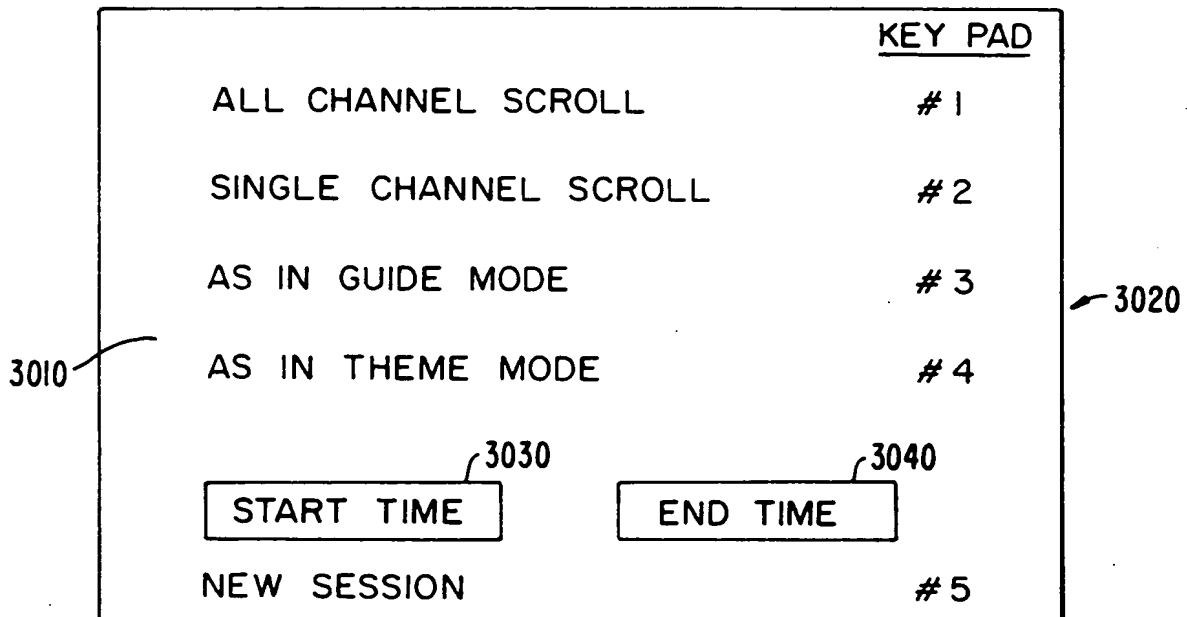 KEY PAD
ALL CHANNEL SCROLL #1
SINGLE CHANNEL SCROLL #2
AS IN GUIDE MODE #3
3020
3010
AS IN THEME MODE #4
3030 3040
START TIME END TIME
NEW SESSION #5